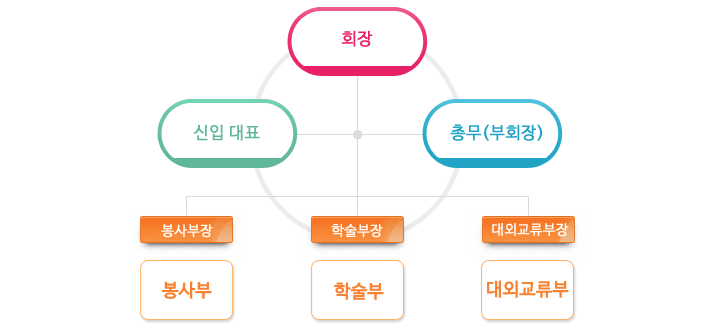 회장
신입 대표
총무(부회장)
봉사부장
학술부장
대외교류부장
봉사부
학술부
대외교류부